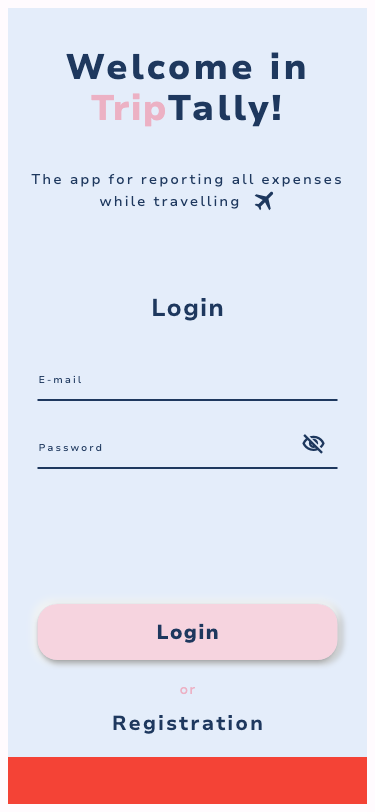 Welcome in
TripTally!
The app for reporting all expenses
while travelling
Login
E-mail
Password
Login
or
Registration